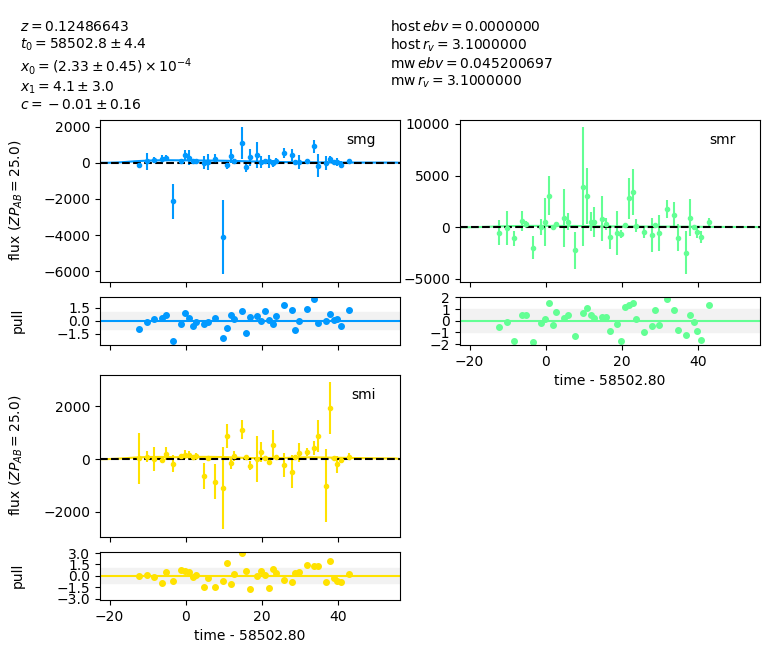 z = 0.12486643
t₀ = 58502.8 ± 4.4
x₀ = (2.33 ± 0.45) × 10⁻⁴
x₁ = 4.1 ± 3.0
c = −0.01 ± 0.16
host ebv = 0.0000000
host r_v = 3.1000000
mw ebv = 0.045200697
mw r_v = 3.1000000
smg
flux (ZP_AB = 25.0)
2000
0
−2000
−4000
−6000
smr
10000
5000
0
−5000
pull
1.5
0.0
−1.5
2
1
0
−1
−2
−20 0 20 40
time - 58502.80
smi
flux (ZP_AB = 25.0)
2000
0
−2000
pull
3.0
1.5
0.0
−1.5
−3.0
−20 0 20 40
time - 58502.80